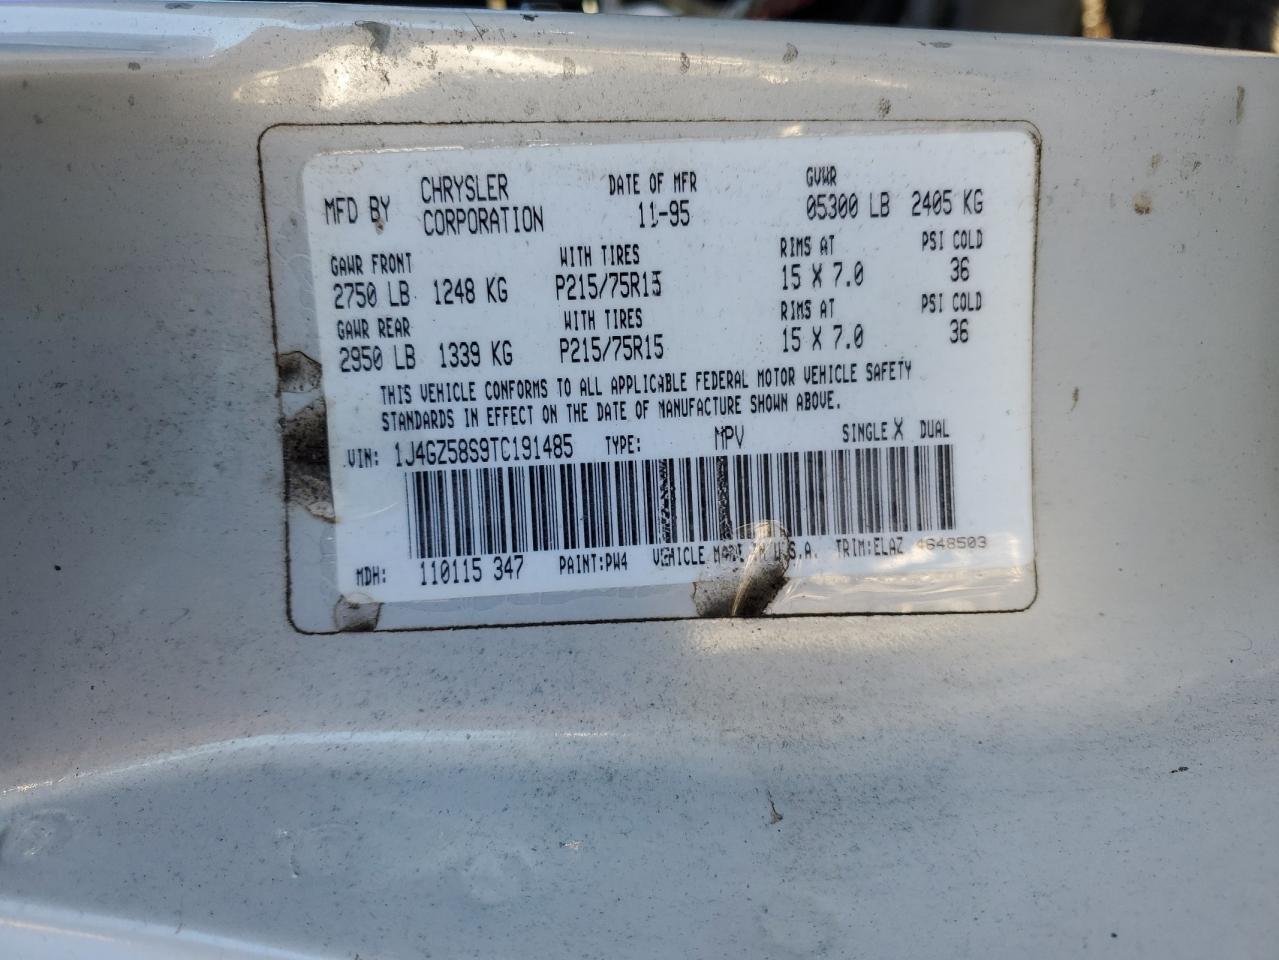 MFD BY CHRYSLER CORPORATION DATE OF MFR 11-95 GVWR 05300 LB 2405 KG
GAWR FRONT WITH TIRES RIMS AT PSI COLD
2750 LB 1248 KG P215/75R15 15 X 7.0 36
GAWR REAR WITH TIRES RIMS AT PSI COLD
2950 LB 1339 KG P215/75R15 15 X 7.0 36
THIS VEHICLE CONFORMS TO ALL APPLICABLE FEDERAL MOTOR VEHICLE SAFETY
STANDARDS IN EFFECT ON THE DATE OF MANUFACTURE SHOWN ABOVE.
VIN: 1J4GZ58S9TC191485 TYPE: MPV SINGLE X DUAL
MDH: 110115 347 PAINT:PW4 VEHICLE MADE IN U.S.A. TRIM:ELAZ 4648503